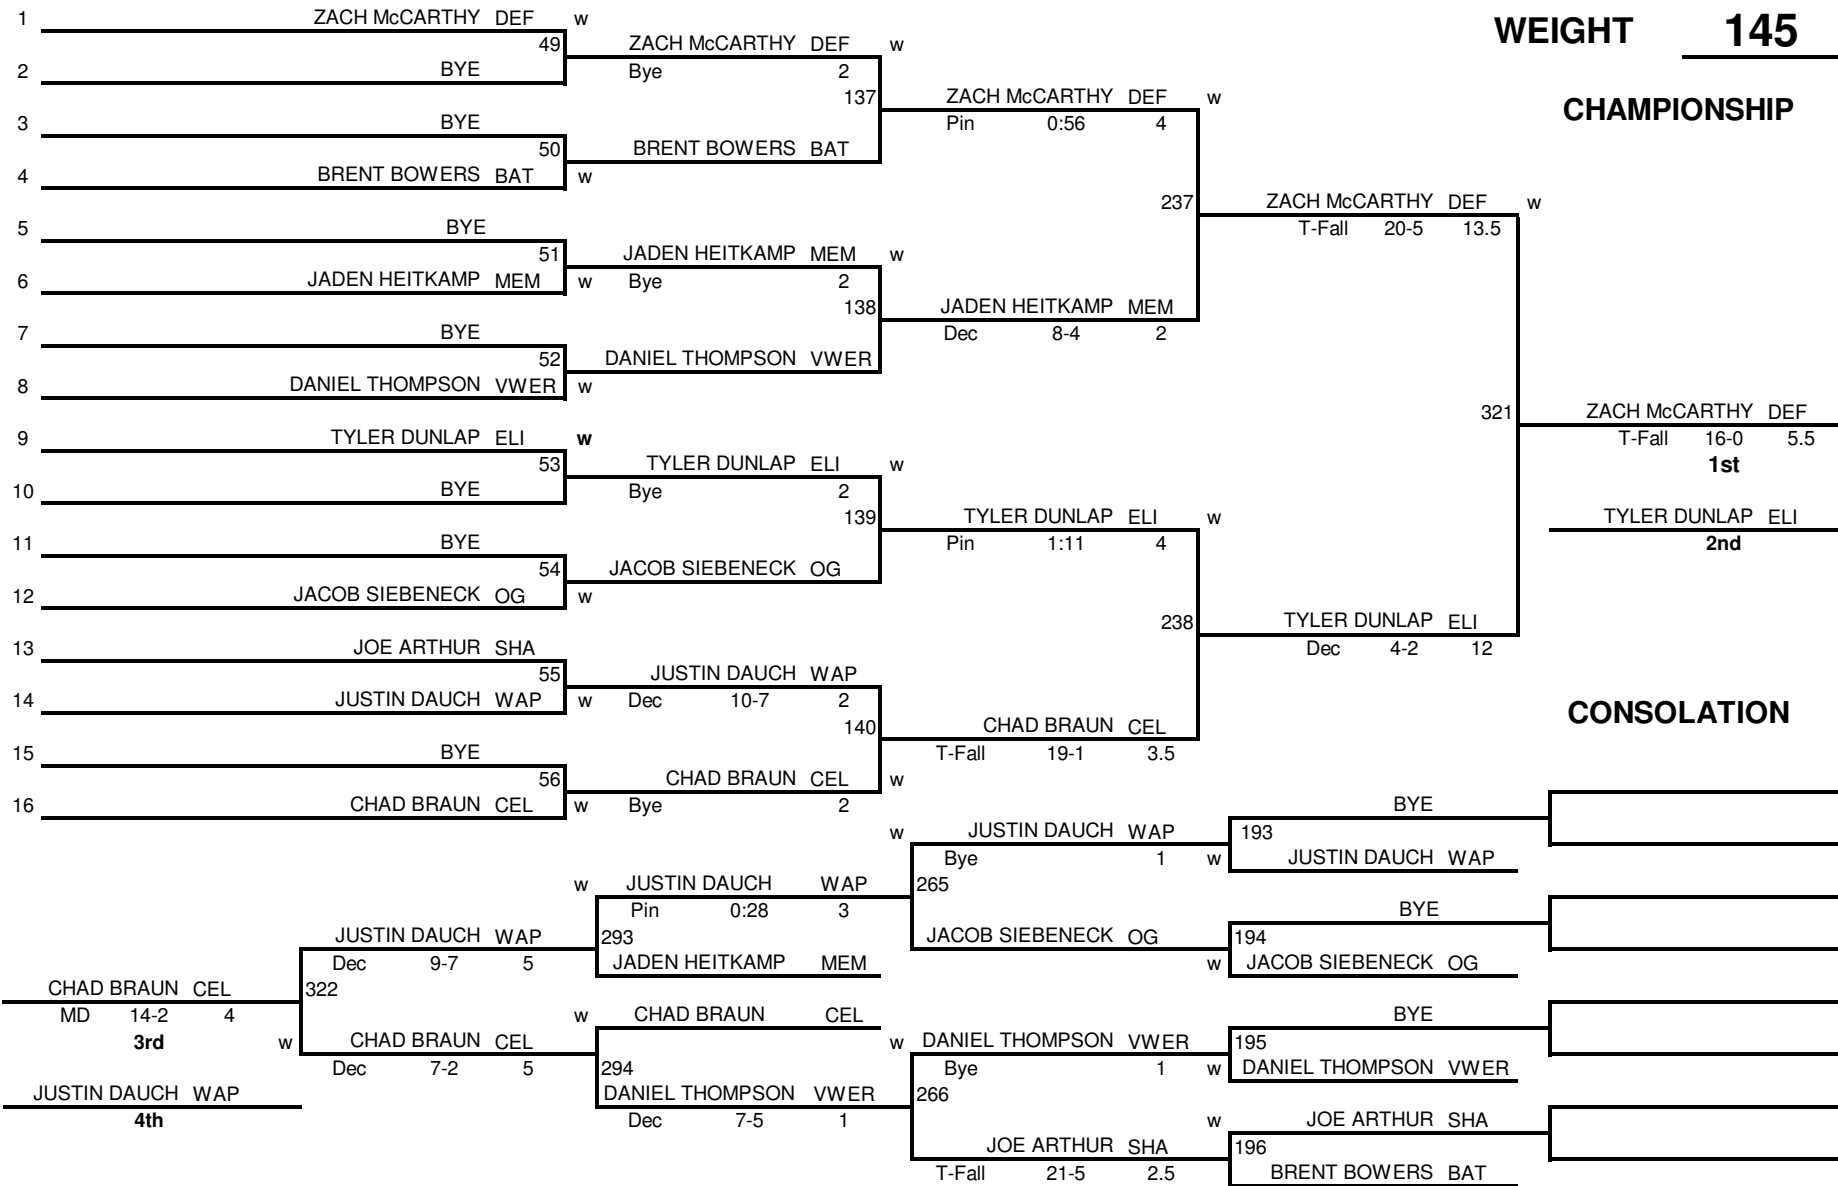 WEIGHT 145
CHAMPIONSHIP
1 ZACH McCARTHY DEF w
49 ZACH McCARTHY DEF w
2 BYE Bye 2
137 ZACH McCARTHY DEF w
3 BYE Pin 0:56 4
50 BRENT BOWERS BAT
4 BRENT BOWERS BAT w
237 ZACH McCARTHY DEF w
5 BYE T-Fall 20-5 13.5
51 JADEN HEITKAMP MEM w
6 JADEN HEITKAMP MEM w Bye 2
138 JADEN HEITKAMP MEM
7 BYE Dec 8-4 2
52 DANIEL THOMPSON VWER
8 DANIEL THOMPSON VWER w
321 ZACH McCARTHY DEF
9 TYLER DUNLAP ELI w T-Fall 16-0 5.5
53 TYLER DUNLAP ELI w 1st
10 BYE Bye 2
139 TYLER DUNLAP ELI w TYLER DUNLAP ELI
11 BYE Pin 1:11 4 2nd
54 JACOB SIEBENECK OG
12 JACOB SIEBENECK OG w
238 TYLER DUNLAP ELI
13 JOE ARTHUR SHA Dec 4-2 12
55 JUSTIN DAUCH WAP
14 JUSTIN DAUCH WAP w Dec 10-7 2
CONSOLATION
140 CHAD BRAUN CEL
15 BYE T-Fall 19-1 3.5
56 CHAD BRAUN CEL w
16 CHAD BRAUN CEL w Bye 2 BYE
w JUSTIN DAUCH WAP 193
Bye 1 w JUSTIN DAUCH WAP
w JUSTIN DAUCH WAP 265
Pin 0:28 3 BYE
JUSTIN DAUCH WAP 293 JACOB SIEBENECK OG 194
Dec 9-7 5 JADEN HEITKAMP MEM w JACOB SIEBENECK OG
CHAD BRAUN CEL 322
MD 14-2 4 w CHAD BRAUN CEL BYE
3rd w CHAD BRAUN CEL w DANIEL THOMPSON VWER 195
Dec 7-2 5 294 Bye 1 w DANIEL THOMPSON VWER
JUSTIN DAUCH WAP DANIEL THOMPSON VWER 266
4th Dec 7-5 1 w JOE ARTHUR SHA
JOE ARTHUR SHA 196
T-Fall 21-5 2.5 BRENT BOWERS BAT